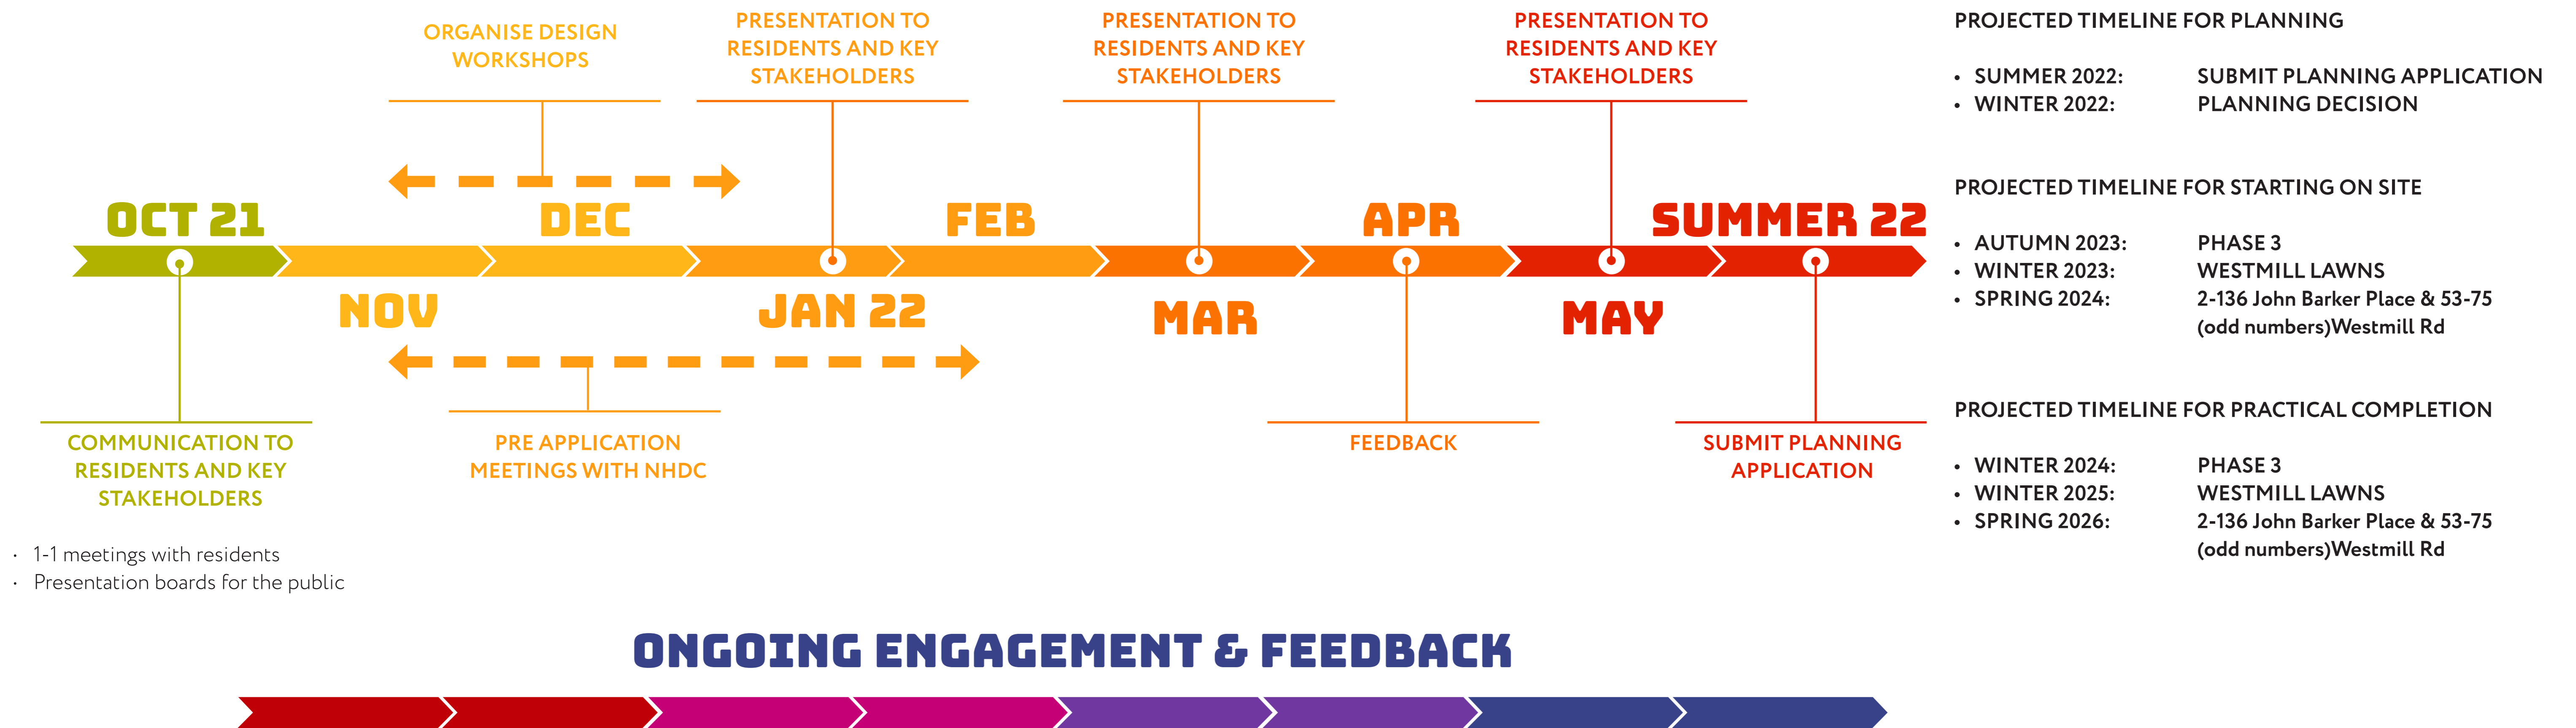 ORGANISE DESIGN
WORKSHOPS
PRESENTATION TO
RESIDENTS AND KEY
STAKEHOLDERS
PRESENTATION TO
RESIDENTS AND KEY
STAKEHOLDERS
PRESENTATION TO
RESIDENTS AND KEY
STAKEHOLDERS
OCT 21
NOV
DEC
JAN 22
FEB
MAR
APR
MAY
SUMMER 22
COMMUNICATION TO
RESIDENTS AND KEY
STAKEHOLDERS
• 1-1 meetings with residents
• Presentation boards for the public
PRE APPLICATION
MEETINGS WITH NHDC
FEEDBACK
SUBMIT PLANNING
APPLICATION
PROJECTED TIMELINE FOR PLANNING
• SUMMER 2022: SUBMIT PLANNING APPLICATION
• WINTER 2022: PLANNING DECISION
PROJECTED TIMELINE FOR STARTING ON SITE
• AUTUMN 2023: PHASE 3
• WINTER 2023: WESTMILL LAWNS
• SPRING 2024: 2-136 John Barker Place & 53-75
(odd numbers)Westmill Rd
PROJECTED TIMELINE FOR PRACTICAL COMPLETION
• WINTER 2024: PHASE 3
• WINTER 2025: WESTMILL LAWNS
• SPRING 2026: 2-136 John Barker Place & 53-75
(odd numbers)Westmill Rd
ONGOING ENGAGEMENT & FEEDBACK